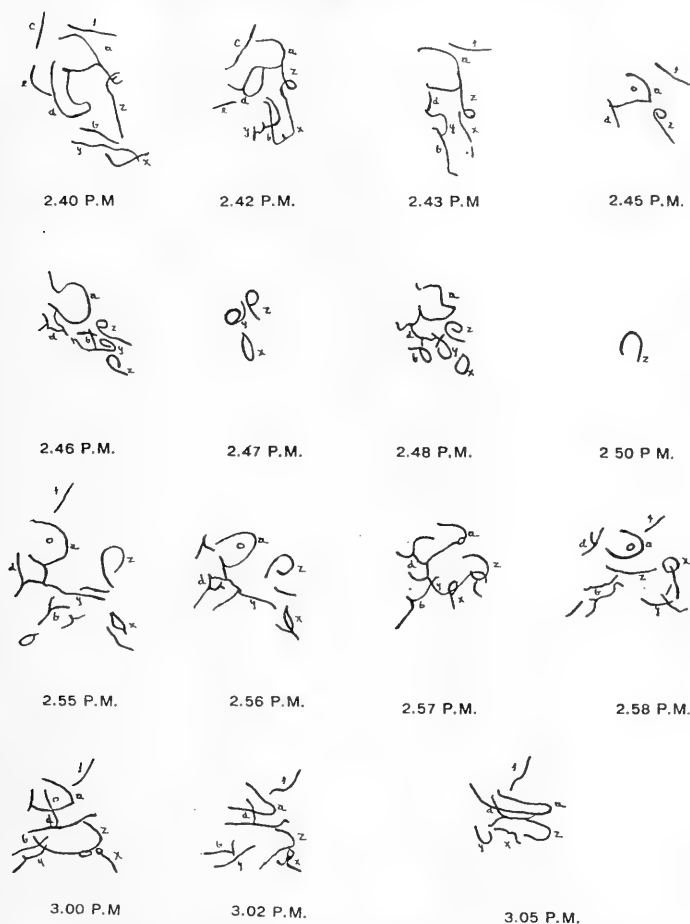 c f a e d z b y x
c a z d e y b x
a z d y x b
f a d z
2.40 P.M 2.42 P.M. 2.43 P.M 2.45 P.M.
a d z b y x
z y x
a d z b y x
z
2.46 P.M. 2.47 P.M. 2.48 P.M. 2 50 P M.
f a d z y b x
a d z y x
a d z b y x
f d a x z b y
2.55 P.M. 2.56 P.M. 2.57 P.M. 2.58 P.M.
f a d b z y x
f a d z b y x
f d a z y x
3.00 P.M 3.02 P.M. 3.05 P.M.